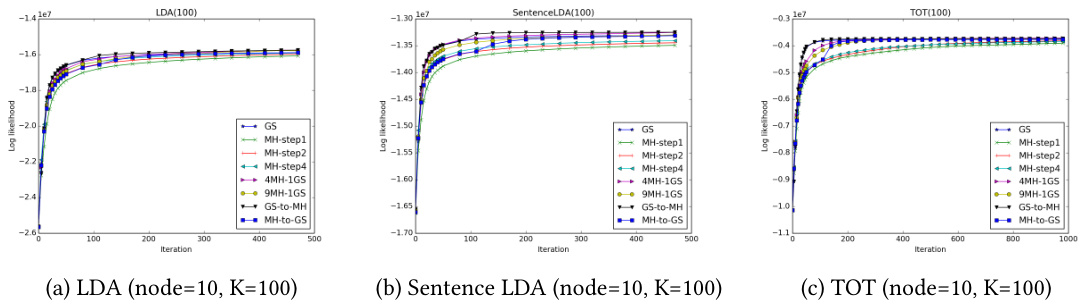 1e7
LDA(100)
−1.4
−1.6
−1.8
−2.0
−2.2
−2.4
−2.6
Log likelihood
GS
MH-step1
MH-step2
MH-step4
4MH-1GS
9MH-1GS
GS-to-MH
MH-to-GS
0 100 200 300 400 500
Iteration
(a) LDA (node=10, K=100)
1e7
SentenceLDA(100)
−1.30
−1.35
−1.40
−1.45
−1.50
−1.55
−1.60
−1.65
−1.70
Log likelihood
GS
MH-step1
MH-step2
MH-step4
4MH-1GS
9MH-1GS
GS-to-MH
MH-to-GS
0 100 200 300 400 500
Iteration
(b) Sentence LDA (node=10, K=100)
1e7
TOT(100)
−0.3
−0.4
−0.5
−0.6
−0.7
−0.8
−0.9
−1.0
−1.1
Log likelihood
GS
MH-step1
MH-step2
MH-step4
4MH-1GS
9MH-1GS
GS-to-MH
MH-to-GS
0 200 400 600 800 1000
Iteration
(c) TOT (node=10, K=100)